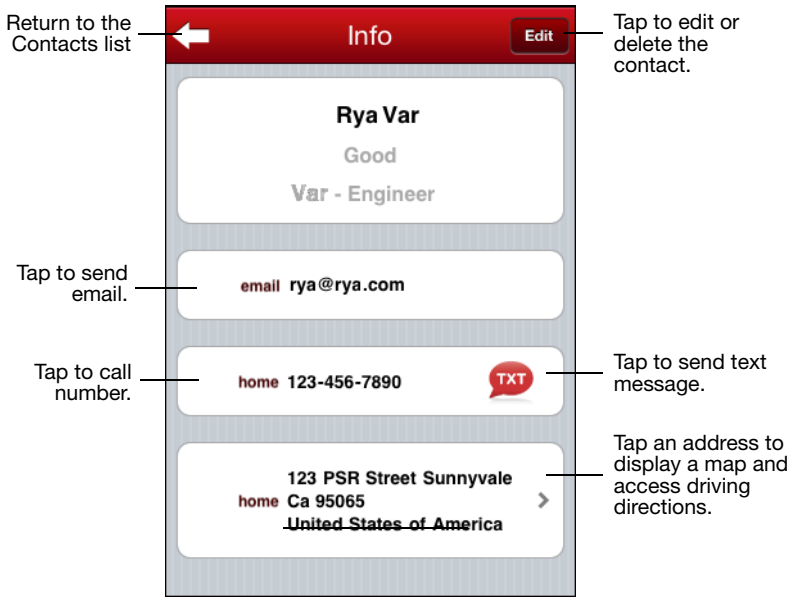 Return to the
Contacts list
Info
Edit
Tap to edit or
delete the
contact.
Rya Var
Good
Var - Engineer
Tap to send
email.
email rya@rya.com
Tap to call
number.
home 123-456-7890
TXT
Tap to send text
message.
home
123 PSR Street Sunnyvale
Ca 95065
United States of America
Tap an address to
display a map and
access driving
directions.